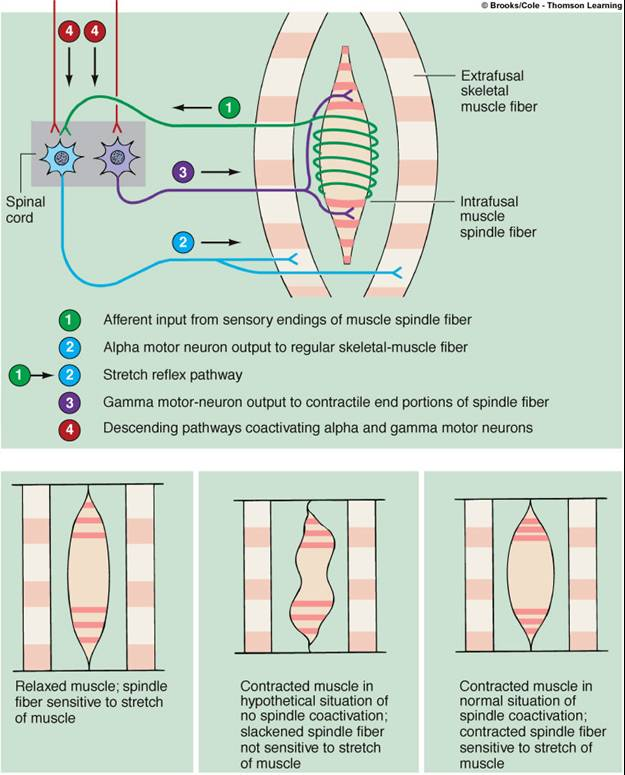 © Brooks/Cole - Thomson Learning
4 4
Extrafusal
skeletal
muscle fiber
1
3
Spinal
cord
Intrafusal
muscle
spindle fiber
2
1 Afferent input from sensory endings of muscle spindle fiber
2 Alpha motor neuron output to regular skeletal-muscle fiber
1 2 Stretch reflex pathway
3 Gamma motor-neuron output to contractile end portions of spindle fiber
4 Descending pathways coactivating alpha and gamma motor neurons
Relaxed muscle; spindle
fiber sensitive to stretch
of muscle
Contracted muscle in
hypothetical situation of
no spindle coactivation;
slackened spindle fiber
not sensitive to stretch
of muscle
Contracted muscle in
normal situation of
spindle coactivation;
contracted spindle fiber
sensitive to stretch of
muscle